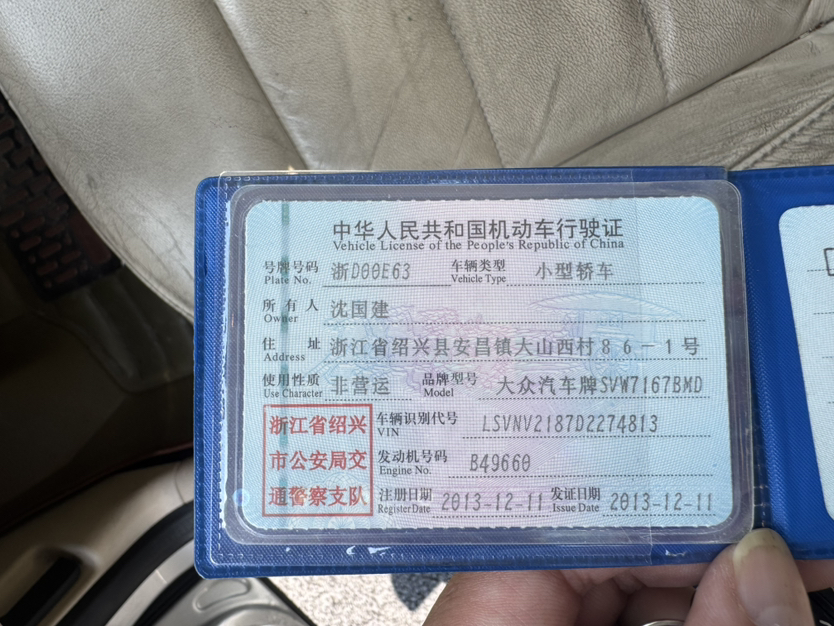 中华人民共和国机动车行驶证
Vehicle License of the People's Republic of China
号牌号码 浙D00E63 车辆类型 小型轿车
Plate No. Vehicle Type
所有人 沈国建
Owner
住址 浙江省绍兴县安昌镇大山西村86-1号
Address
使用性质 非营运 品牌型号 大众汽车牌SVW7167BMD
Use Character Model
浙江省绍兴 车辆识别代号 LSVNV2187D2274813
VIN
市公安局交 发动机号码 B49660
Engine No.
通警察支队 注册日期 2013-12-11 发证日期 2013-12-11
Register Date Issue Date